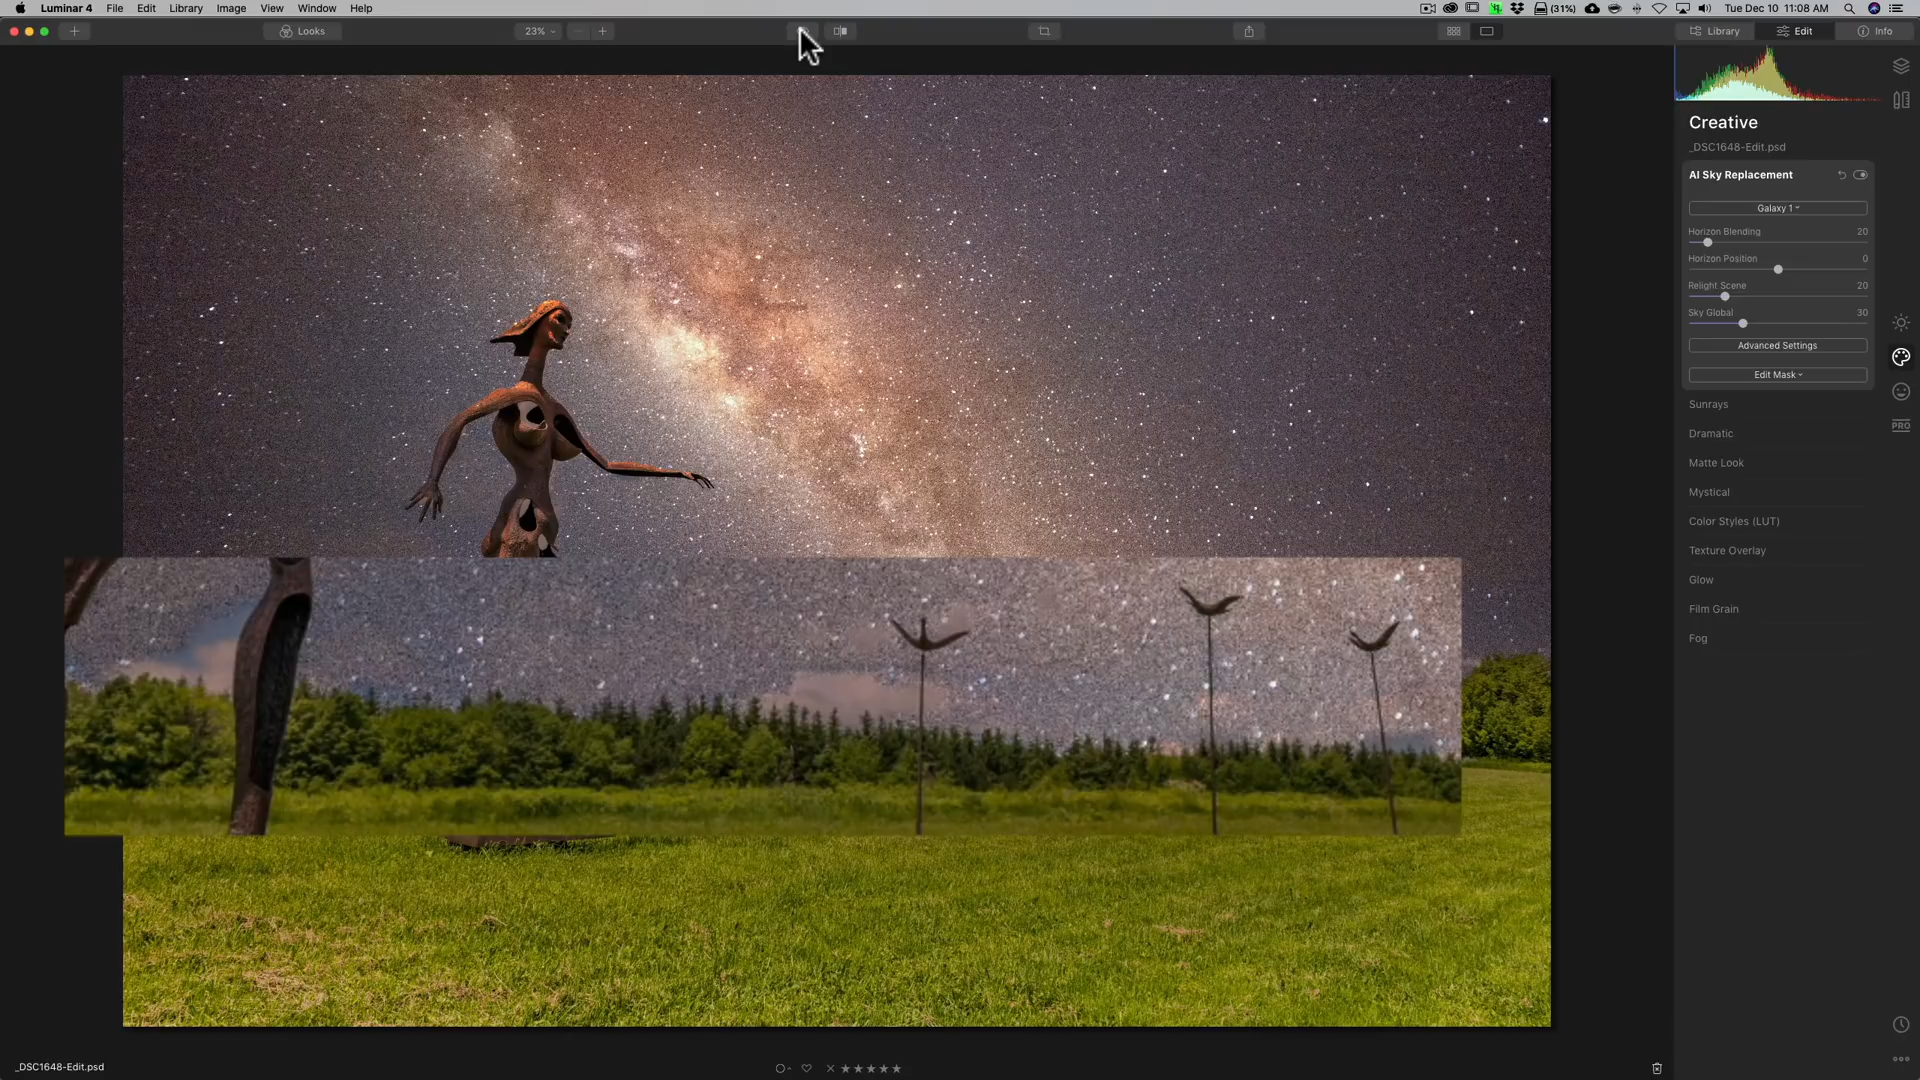 Luminar 4 File Edit Library Image View Window Help (31%) Tue Dec 10 11:08 AM
Looks 23% Library Edit Info
Creative
_DSC1648-Edit.psd
AI Sky Replacement
Galaxy 1
Horizon Blending 20
Horizon Position 0
Relight Scene 20
Sky Global 30
Advanced Settings
Edit Mask
Sunrays
PRO
Dramatic
Matte Look
Mystical
Color Styles (LUT)
Texture Overlay
Glow
Film Grain
Fog
_DSC1648-Edit.psd